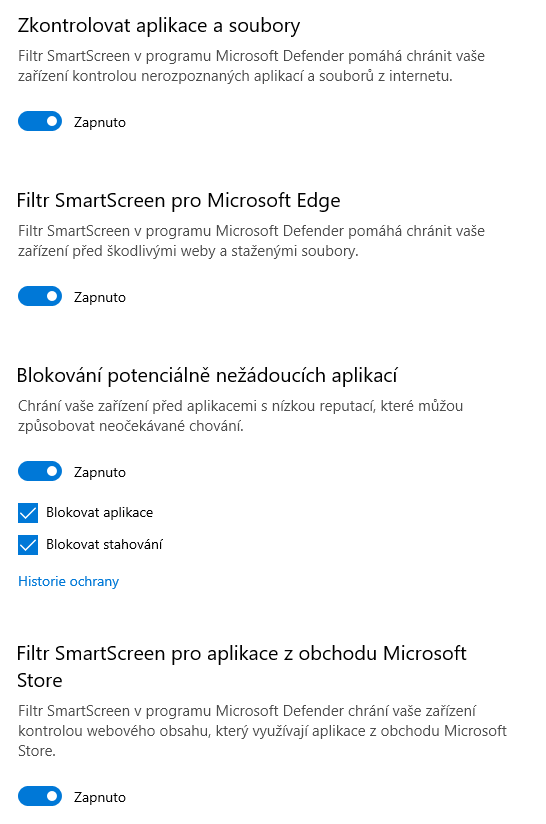 Zkontrolovat aplikace a soubory
Filtr SmartScreen v programu Microsoft Defender pomáhá chránit vaše
zařízení kontrolou nerozpoznaných aplikací a souborů z internetu.
Zapnuto
Filtr SmartScreen pro Microsoft Edge
Filtr SmartScreen v programu Microsoft Defender pomáhá chránit vaše
zařízení před škodlivými weby a staženými soubory.
Zapnuto
Blokování potenciálně nežádoucích aplikací
Chrání vaše zařízení před aplikacemi s nízkou reputací, které můžou
způsobovat neočekávané chování.
Zapnuto
Blokovat aplikace
Blokovat stahování
Historie ochrany
Filtr SmartScreen pro aplikace z obchodu Microsoft
Store
Filtr SmartScreen v programu Microsoft Defender chrání vaše zařízení
kontrolou webového obsahu, který využívají aplikace z obchodu Microsoft
Store.
Zapnuto